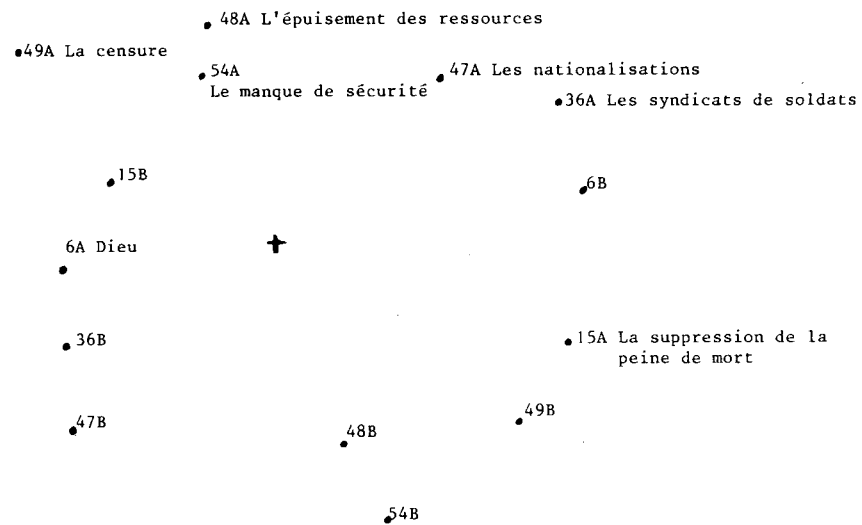 48A L'épuisement des ressources
49A La censure
54A
Le manque de sécurité
47A Les nationalisations
36A Les syndicats de soldats
15B
6B
6A Dieu
36B
15A La suppression de la
peine de mort
47B
48B
49B
54B